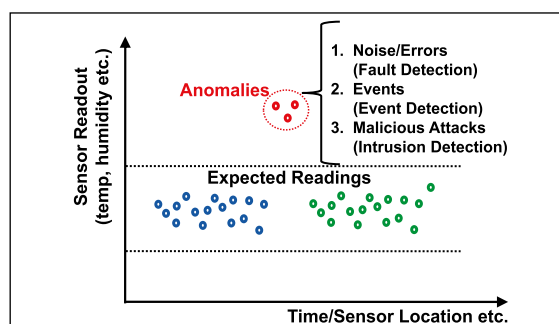 Sensor Readout
(temp, humidity etc.)
Anomalies
1. Noise/Errors
(Fault Detection)
2. Events
(Event Detection)
3. Malicious Attacks
(Intrusion Detection)
Expected Readings
Time/Sensor Location etc.